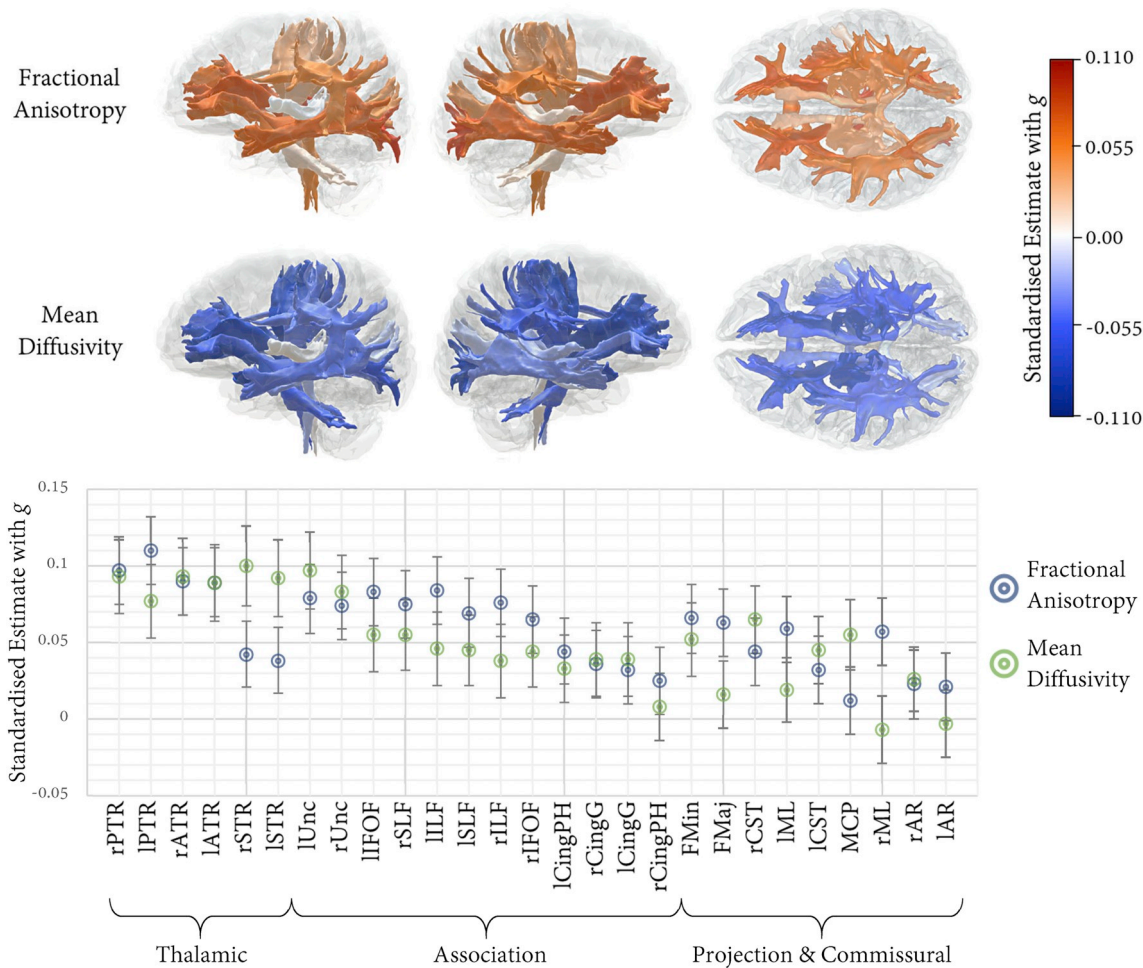 Fractional
Anisotropy
Standardised Estimate with g
0.110
0.055
0.00
-0.055
-0.110
Mean
Diffusivity
Standardised Estimate with g
0.15
0.1
0.05
0
-0.05
Fractional
Anisotropy
Mean
Diffusivity
rPTR
lPTR
rATR
lATR
rSTR
lSTR
lUnc
rUnc
lIFOF
rSLF
lILF
lSLF
rILF
rIFOF
lCingPH
rCingG
lCingG
rCingPH
FMin
FMaj
rCST
lML
lCST
MCP
rML
rAR
lAR
Thalamic
Association
Projection & Commissural